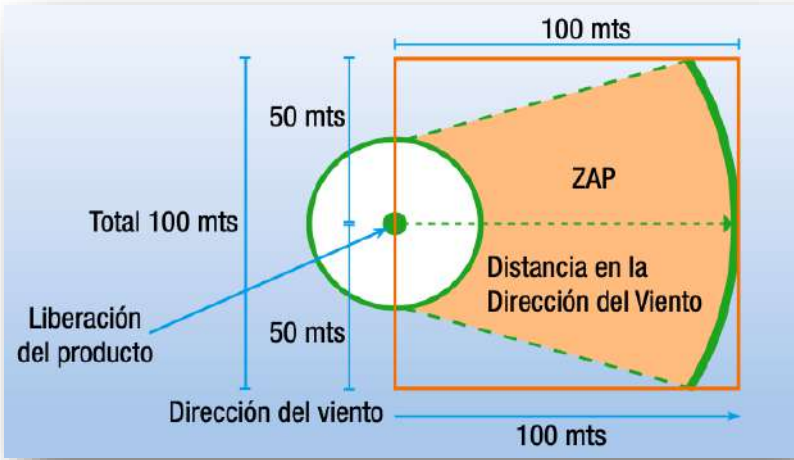 100 mts
50 mts
ZAP
Total 100 mts
Distancia en la
Dirección del Viento
Liberación
del producto
50 mts
Dirección del viento
100 mts